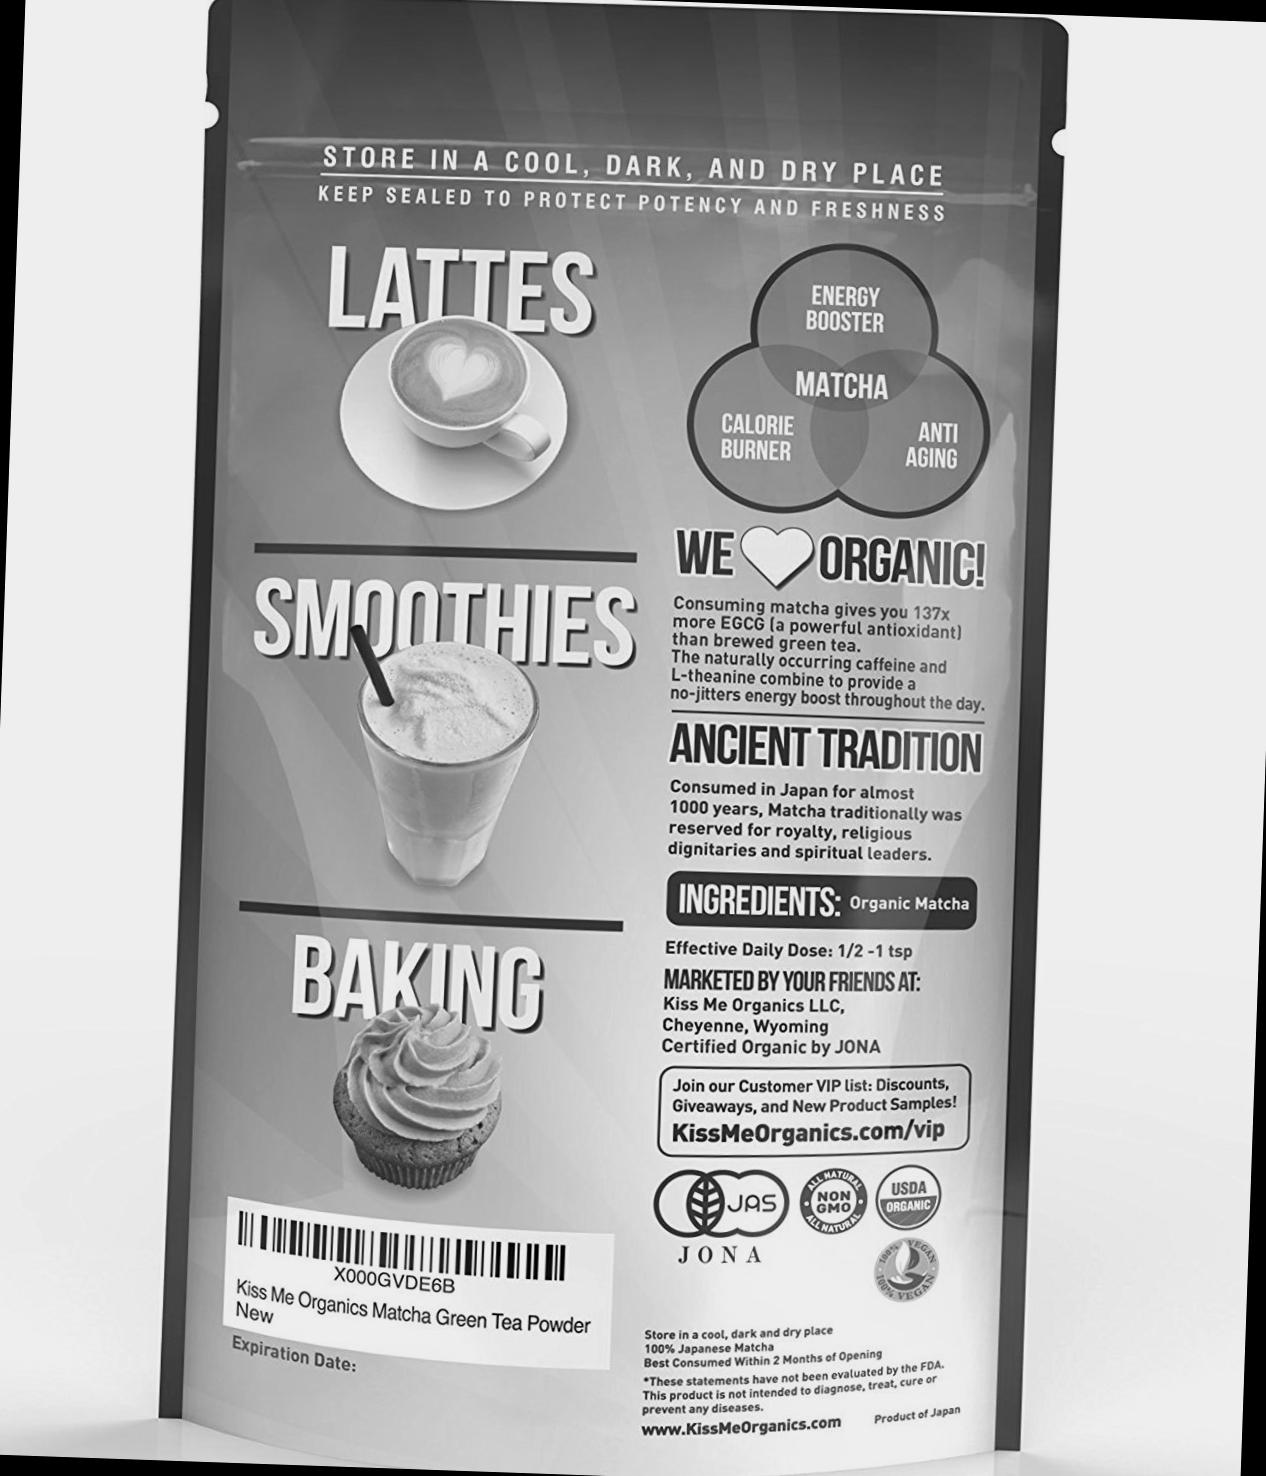 STORE IN A COOL, DARK, AND DRY PLACE
KEEP SEALED TO PROTECT POTENCY AND FRESHNESS
LATTES
SMOOTHIES
BAKING
X000GVDE6B
Kiss Me Organics Matcha Green Tea Powder
New
Expiration Date:
ENERGY
BOOSTER
MATCHA
CALORIE
BURNER
ANTI
AGING
WE ORGANIC!
Consuming matcha gives you 137x
more EGCG (a powerful antioxidant)
than brewed green tea.
The naturally occurring caffeine and
L-theanine combine to provide a
no-jitters energy boost throughout the day.
ANCIENT TRADITION
Consumed in Japan for almost
1000 years, Matcha traditionally was
reserved for royalty, religious
dignitaries and spiritual leaders.
INGREDIENTS: Organic Matcha
Effective Daily Dose: 1/2 -1 tsp
MARKETED BY YOUR FRIENDS AT:
Kiss Me Organics LLC,
Cheyenne, Wyoming
Certified Organic by JONA
Join our Customer VIP list: Discounts,
Giveaways, and New Product Samples!
KissMeOrganics.com/vip
JAS
JONA
ALL NATURAL
NON
GMO
ALL NATURAL
USDA
ORGANIC
100% VEGAN
100% VEGAN
Store in a cool, dark and dry place
100% Japanese Matcha
Best Consumed Within 2 Months of Opening
*These statements have not been evaluated by the FDA.
This product is not intended to diagnose, treat, cure or
prevent any diseases.
www.KissMeOrganics.com
Product of Japan